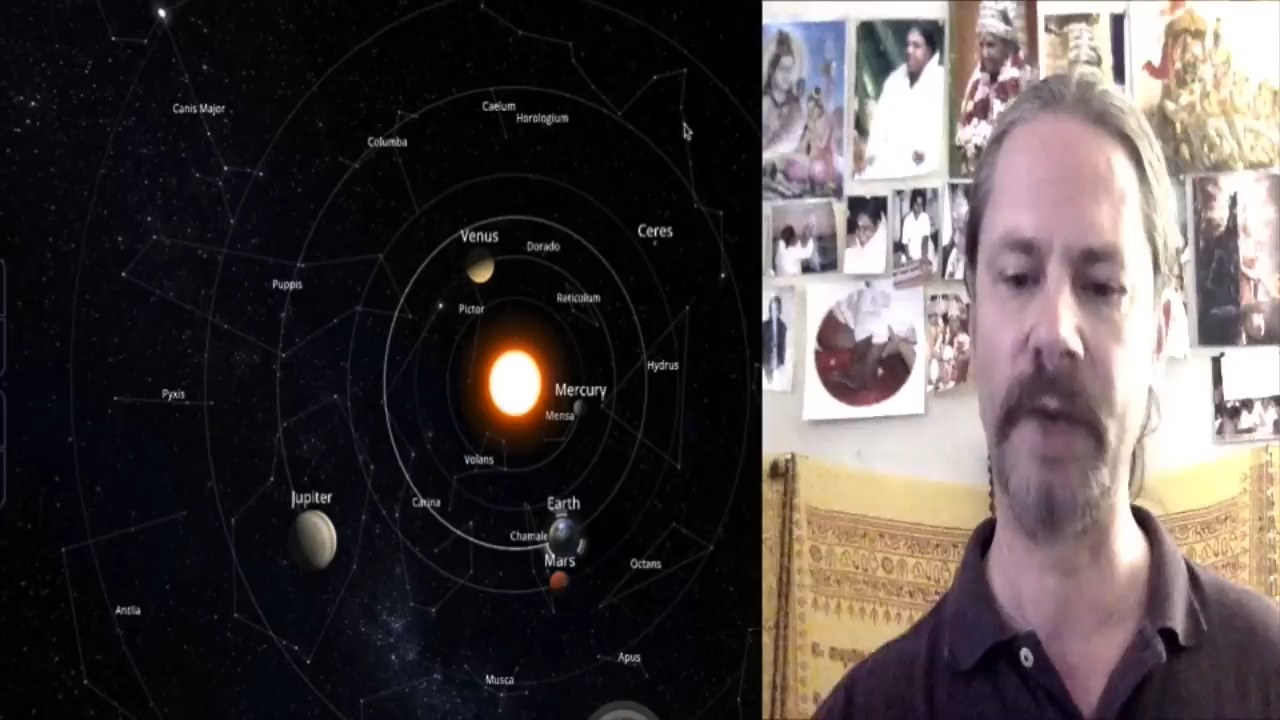 Canis Major
Caelum
Horologium
Columba
Venus
Dorado
Ceres
Puppis
Pictor
Reticulum
Hydrus
Mercury
Mensa
Pyxis
Volans
Jupiter
Carina
Earth
Chamale
Mars
Octans
Antlia
Apus
Musca